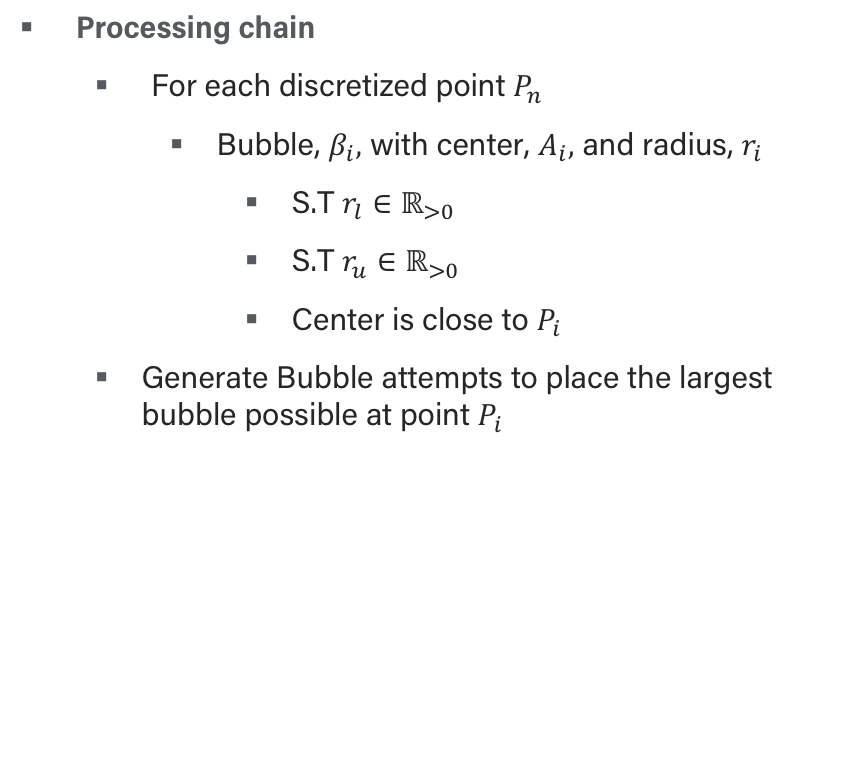 ▪ Processing chain
▪ For each discretized point Pₙ
▪ Bubble, βᵢ, with center, Aᵢ, and radius, rᵢ
▪ S.T rₗ ∈ ℝ>0
▪ S.T rᵤ ∈ ℝ>0
▪ Center is close to Pᵢ
▪ Generate Bubble attempts to place the largest
bubble possible at point Pᵢ